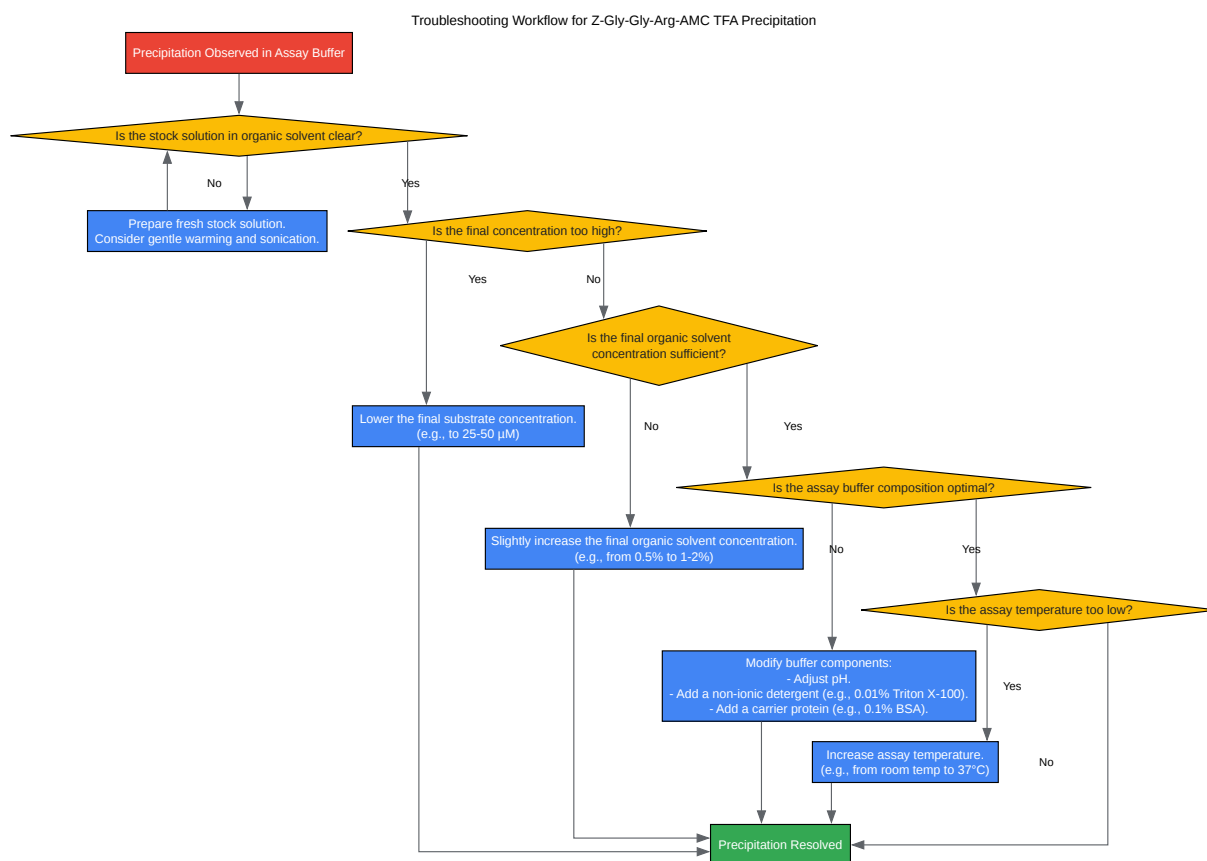 Troubleshooting Workflow for Z-Gly-Gly-Arg-AMC TFA Precipitation
Precipitation Observed in Assay Buffer
Is the stock solution in organic solvent clear?
No
Yes
Prepare fresh stock solution.
Consider gentle warming and sonication.
Is the final concentration too high?
Yes
No
Is the final organic solvent
concentration sufficient?
Lower the final substrate concentration.
(e.g., to 25-50 µM)
No
Yes
Is the assay buffer composition optimal?
Slightly increase the final organic solvent concentration.
(e.g., from 0.5% to 1-2%)
No
Yes
Is the assay temperature too low?
Modify buffer components:
- Adjust pH.
- Add a non-ionic detergent (e.g., 0.01% Triton X-100).
- Add a carrier protein (e.g., 0.1% BSA).
Yes
Increase assay temperature.
(e.g., from room temp to 37°C)
No
Precipitation Resolved